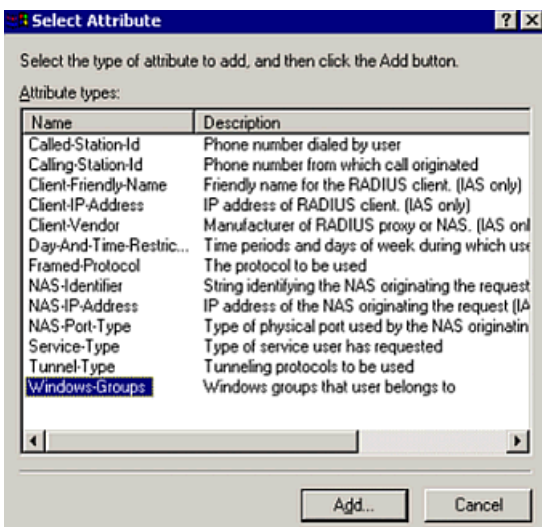 Select Attribute
Select the type of attribute to add, and then click the Add button.
Attribute types:
Name Description
Called-Station-Id Phone number dialed by user
Calling-Station-Id Phone number from which call originated
Client-Friendly-Name Friendly name for the RADIUS client. (IAS only)
Client-IP-Address IP address of RADIUS client. (IAS only)
Client-Vendor Manufacturer of RADIUS proxy or NAS. (IAS onl
Day-And-Time-Restric... Time periods and days of week during which use
Framed-Protocol The protocol to be used
NAS-Identifier String identifying the NAS originating the request
NAS-IP-Address IP address of the NAS originating the request (IA
NAS-Port-Type Type of physical port used by the NAS originatin
Service-Type Type of service user has requested
Tunnel-Type Tunneling protocols to be used
Windows-Groups Windows groups that user belongs to
Add... Cancel